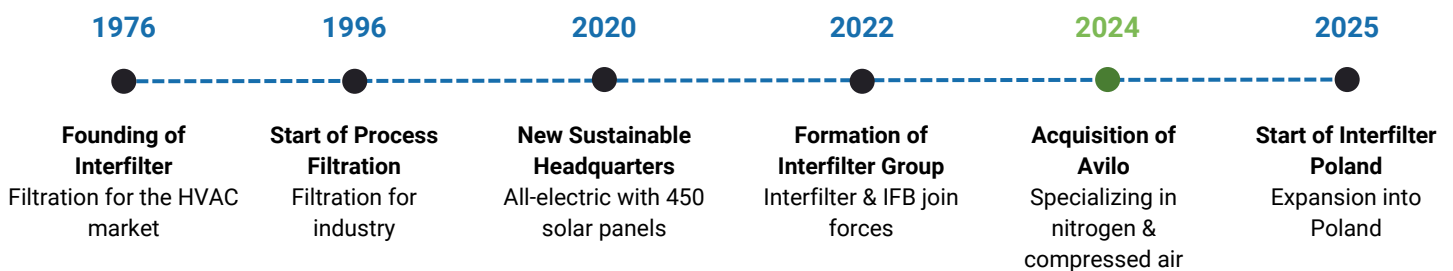 1976
Founding of
Interfilter
Filtration for the HVAC
market
1996
Start of Process
Filtration
Filtration for
industry
2020
New Sustainable
Headquarters
All-electric with 450
solar panels
2022
Formation of
Interfilter Group
Interfilter & IFB join
forces
2024
Acquisition of
Avilo
Specializing in
nitrogen &
compressed air
2025
Start of Interfilter
Poland
Expansion into
Poland